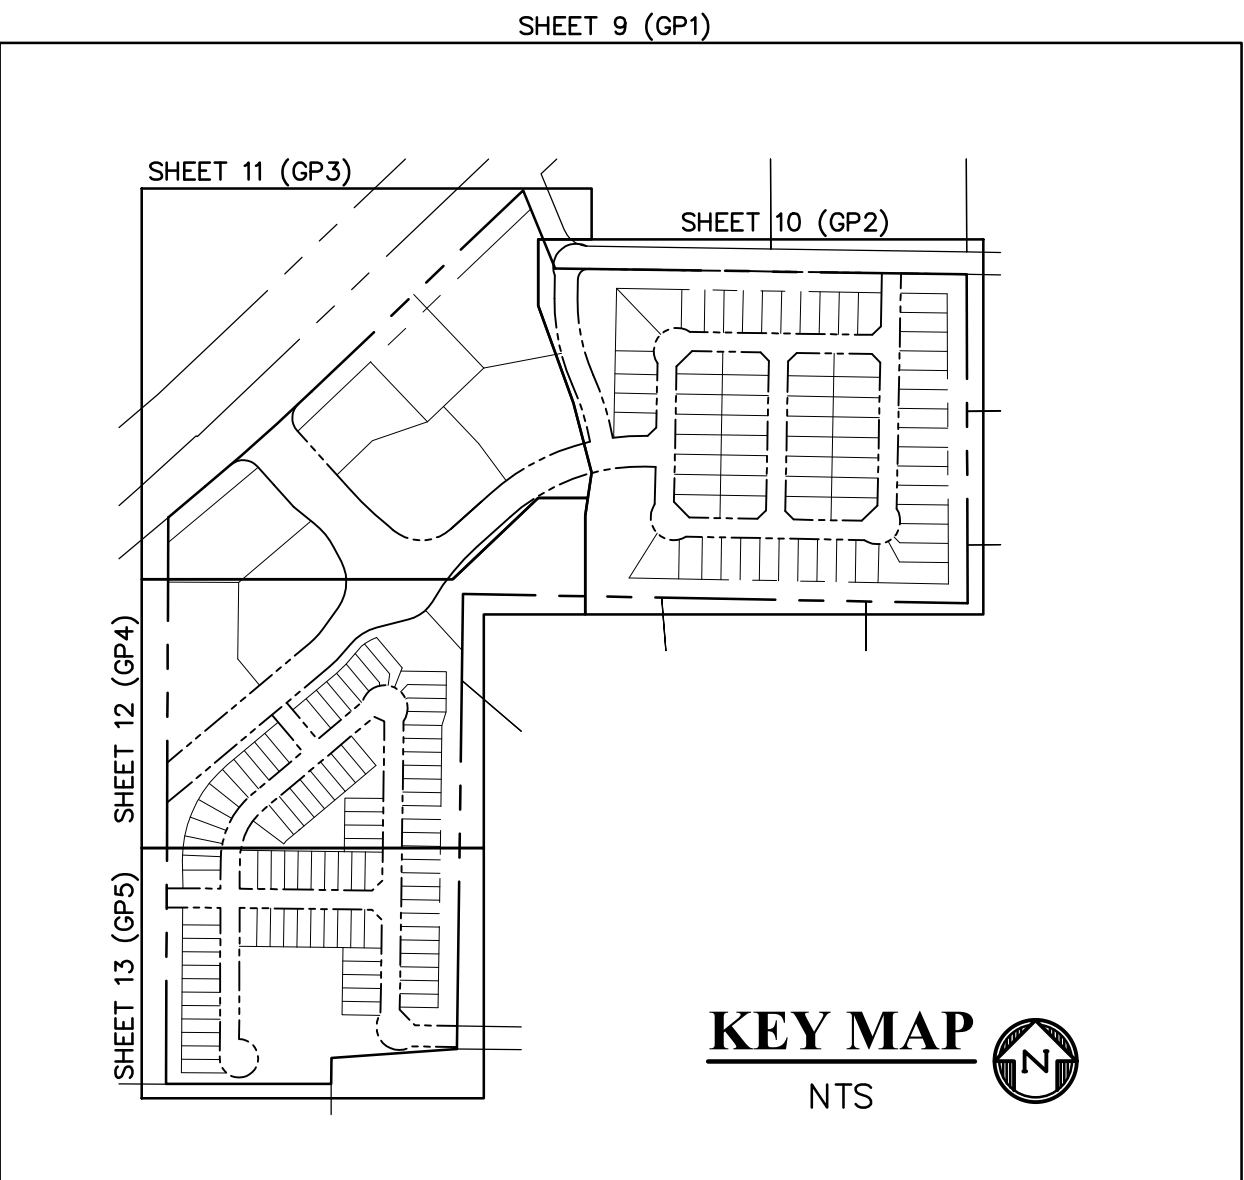 SHEET 9 (GP1)
SHEET 11 (GP3)
SHEET 10 (GP2)
SHEET 12 (GP4)
SHEET 13 (GP5)
KEY MAP
N
NTS